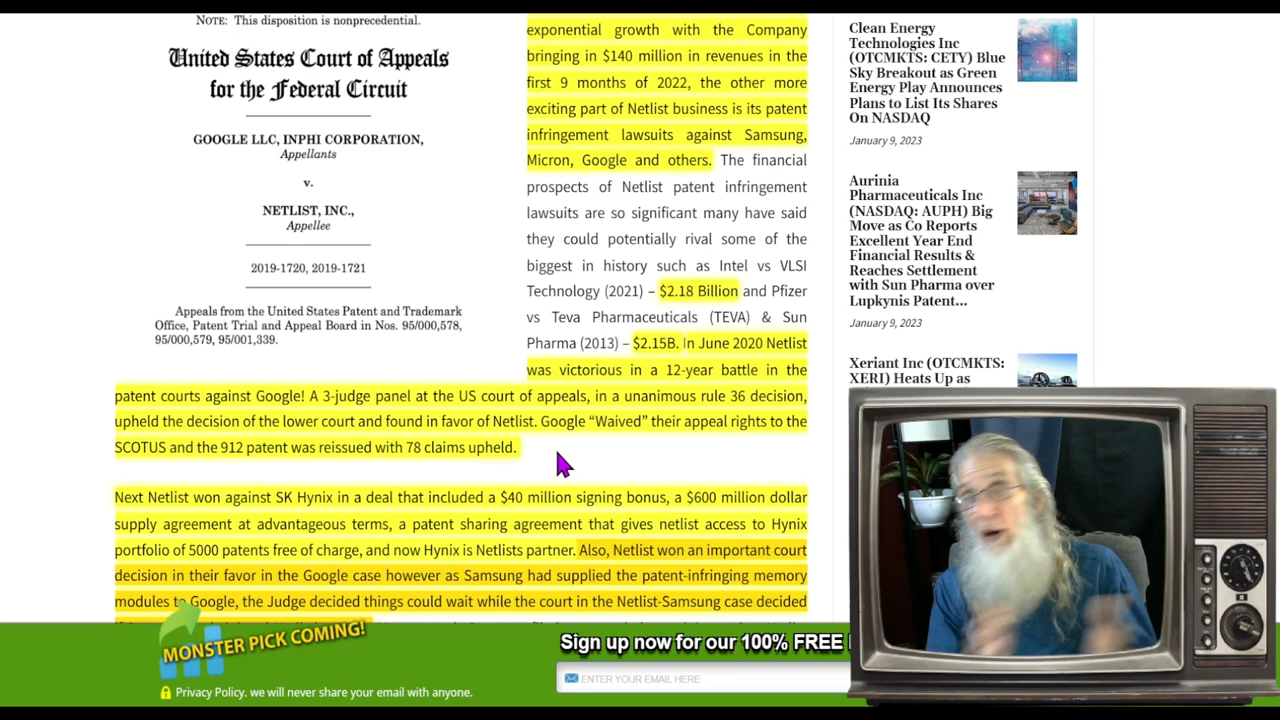 NOTE: This disposition is nonprecedential.
United States Court of Appeals
for the Federal Circuit
GOOGLE LLC, INPHI CORPORATION,
Appellants
v.
NETLIST, INC.,
Appellee
2019-1720, 2019-1721
Appeals from the United States Patent and Trademark
Office, Patent Trial and Appeal Board in Nos. 95/000,578,
95/000,579, 95/001,339.
exponential growth with the Company
bringing in $140 million in revenues in the
first 9 months of 2022, the other more
exciting part of Netlist business is its patent
infringement lawsuits against Samsung,
Micron, Google and others. The financial
prospects of Netlist patent infringement
lawsuits are so significant many have said
they could potentially rival some of the
biggest in history such as Intel vs VLSI
Technology (2021) – $2.18 Billion and Pfizer
vs Teva Pharmaceuticals (TEVA) & Sun
Pharma (2013) – $2.15B. In June 2020 Netlist
was victorious in a 12-year battle in the
patent courts against Google! A 3-judge panel at the US court of appeals, in a unanimous rule 36 decision,
upheld the decision of the lower court and found in favor of Netlist. Google “Waived” their appeal rights to the
SCOTUS and the 912 patent was reissued with 78 claims upheld.
Next Netlist won against SK Hynix in a deal that included a $40 million signing bonus, a $600 million dollar
supply agreement at advantageous terms, a patent sharing agreement that gives netlist access to Hynix
portfolio of 5000 patents free of charge, and now Hynix is Netlists partner. Also, Netlist won an important court
decision in their favor in the Google case however as Samsung had supplied the patent-infringing memory
modules to Google, the Judge decided things could wait while the court in the Netlist-Samsung case decided
Clean Energy
Technologies Inc
(OTCMKTS: CETY) Blue
Sky Breakout as Green
Energy Play Announces
Plans to List Its Shares
On NASDAQ
January 9, 2023
Aurinia
Pharmaceuticals Inc
(NASDAQ: AUPH) Big
Move as Co Reports
Excellent Year End
Financial Results &
Reaches Settlement
with Sun Pharma over
Lupkynis Patent...
January 9, 2023
Xeriant Inc (OTCMKTS:
XERI) Heats Up as
MONSTER PICK COMING!
Privacy Policy. we will never share your email with anyone.
Sign up now for our 100% FREE
ENTER YOUR EMAIL HERE